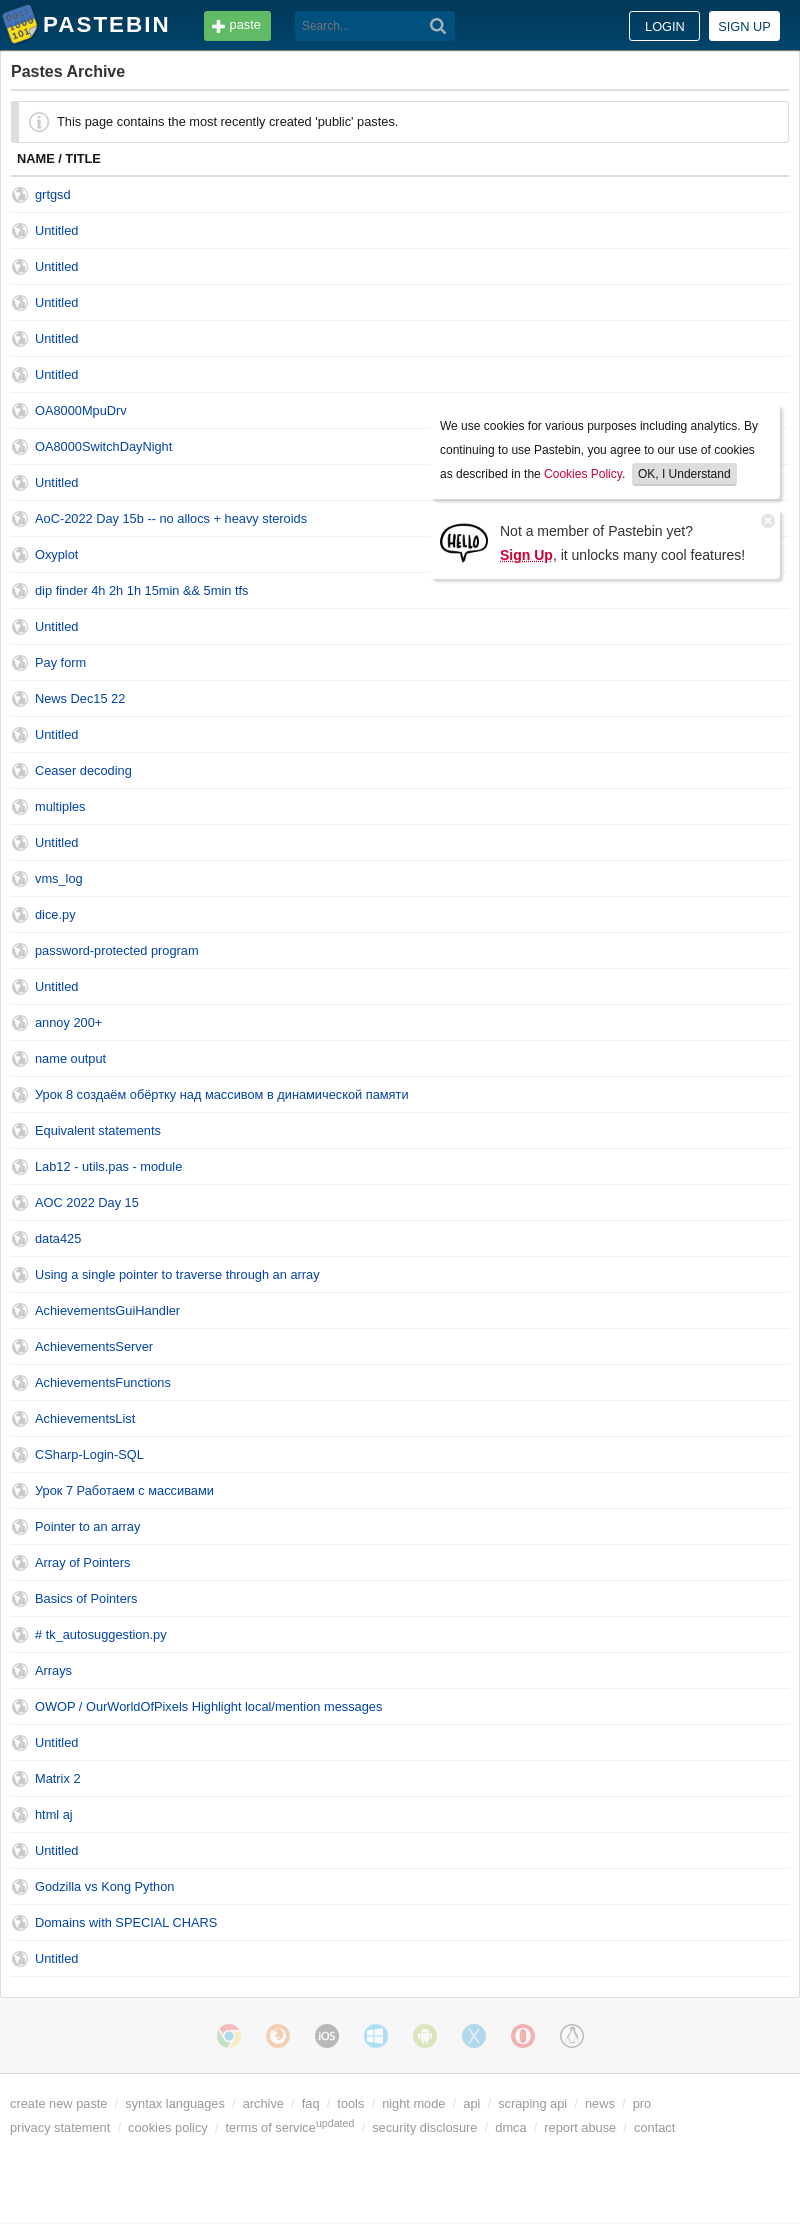 PASTEBIN
paste
Search...
LOGIN
SIGN UP
Pastes Archive
This page contains the most recently created 'public' pastes.
NAME / TITLE
grtgsd
Untitled
Untitled
Untitled
Untitled
Untitled
OA8000MpuDrv
OA8000SwitchDayNight
Untitled
AoC-2022 Day 15b -- no allocs + heavy steroids
Oxyplot
dip finder 4h 2h 1h 15min && 5min tfs
We use cookies for various purposes including analytics. By
continuing to use Pastebin, you agree to our use of cookies
as described in the Cookies Policy. OK, I Understand
HELLO
Not a member of Pastebin yet?
Sign Up, it unlocks many cool features!
Untitled
Pay form
News Dec15 22
Untitled
Ceaser decoding
multiples
Untitled
vms_log
dice.py
password-protected program
Untitled
annoy 200+
name output
Урок 8 создаём обёртку над массивом в динамической памяти
Equivalent statements
Lab12 - utils.pas - module
AOC 2022 Day 15
data425
Using a single pointer to traverse through an array
AchievementsGuiHandler
AchievementsServer
AchievementsFunctions
AchievementsList
CSharp-Login-SQL
Урок 7 Работаем с массивами
Pointer to an array
Array of Pointers
Basics of Pointers
# tk_autosuggestion.py
Arrays
OWOP / OurWorldOfPixels Highlight local/mention messages
Untitled
Matrix 2
html aj
Untitled
Godzilla vs Kong Python
Domains with SPECIAL CHARS
Untitled
iOS
create new paste / syntax languages / archive / faq / tools / night mode / api / scraping api / news / pro
privacy statement / cookies policy / terms of service updated / security disclosure / dmca / report abuse / contact